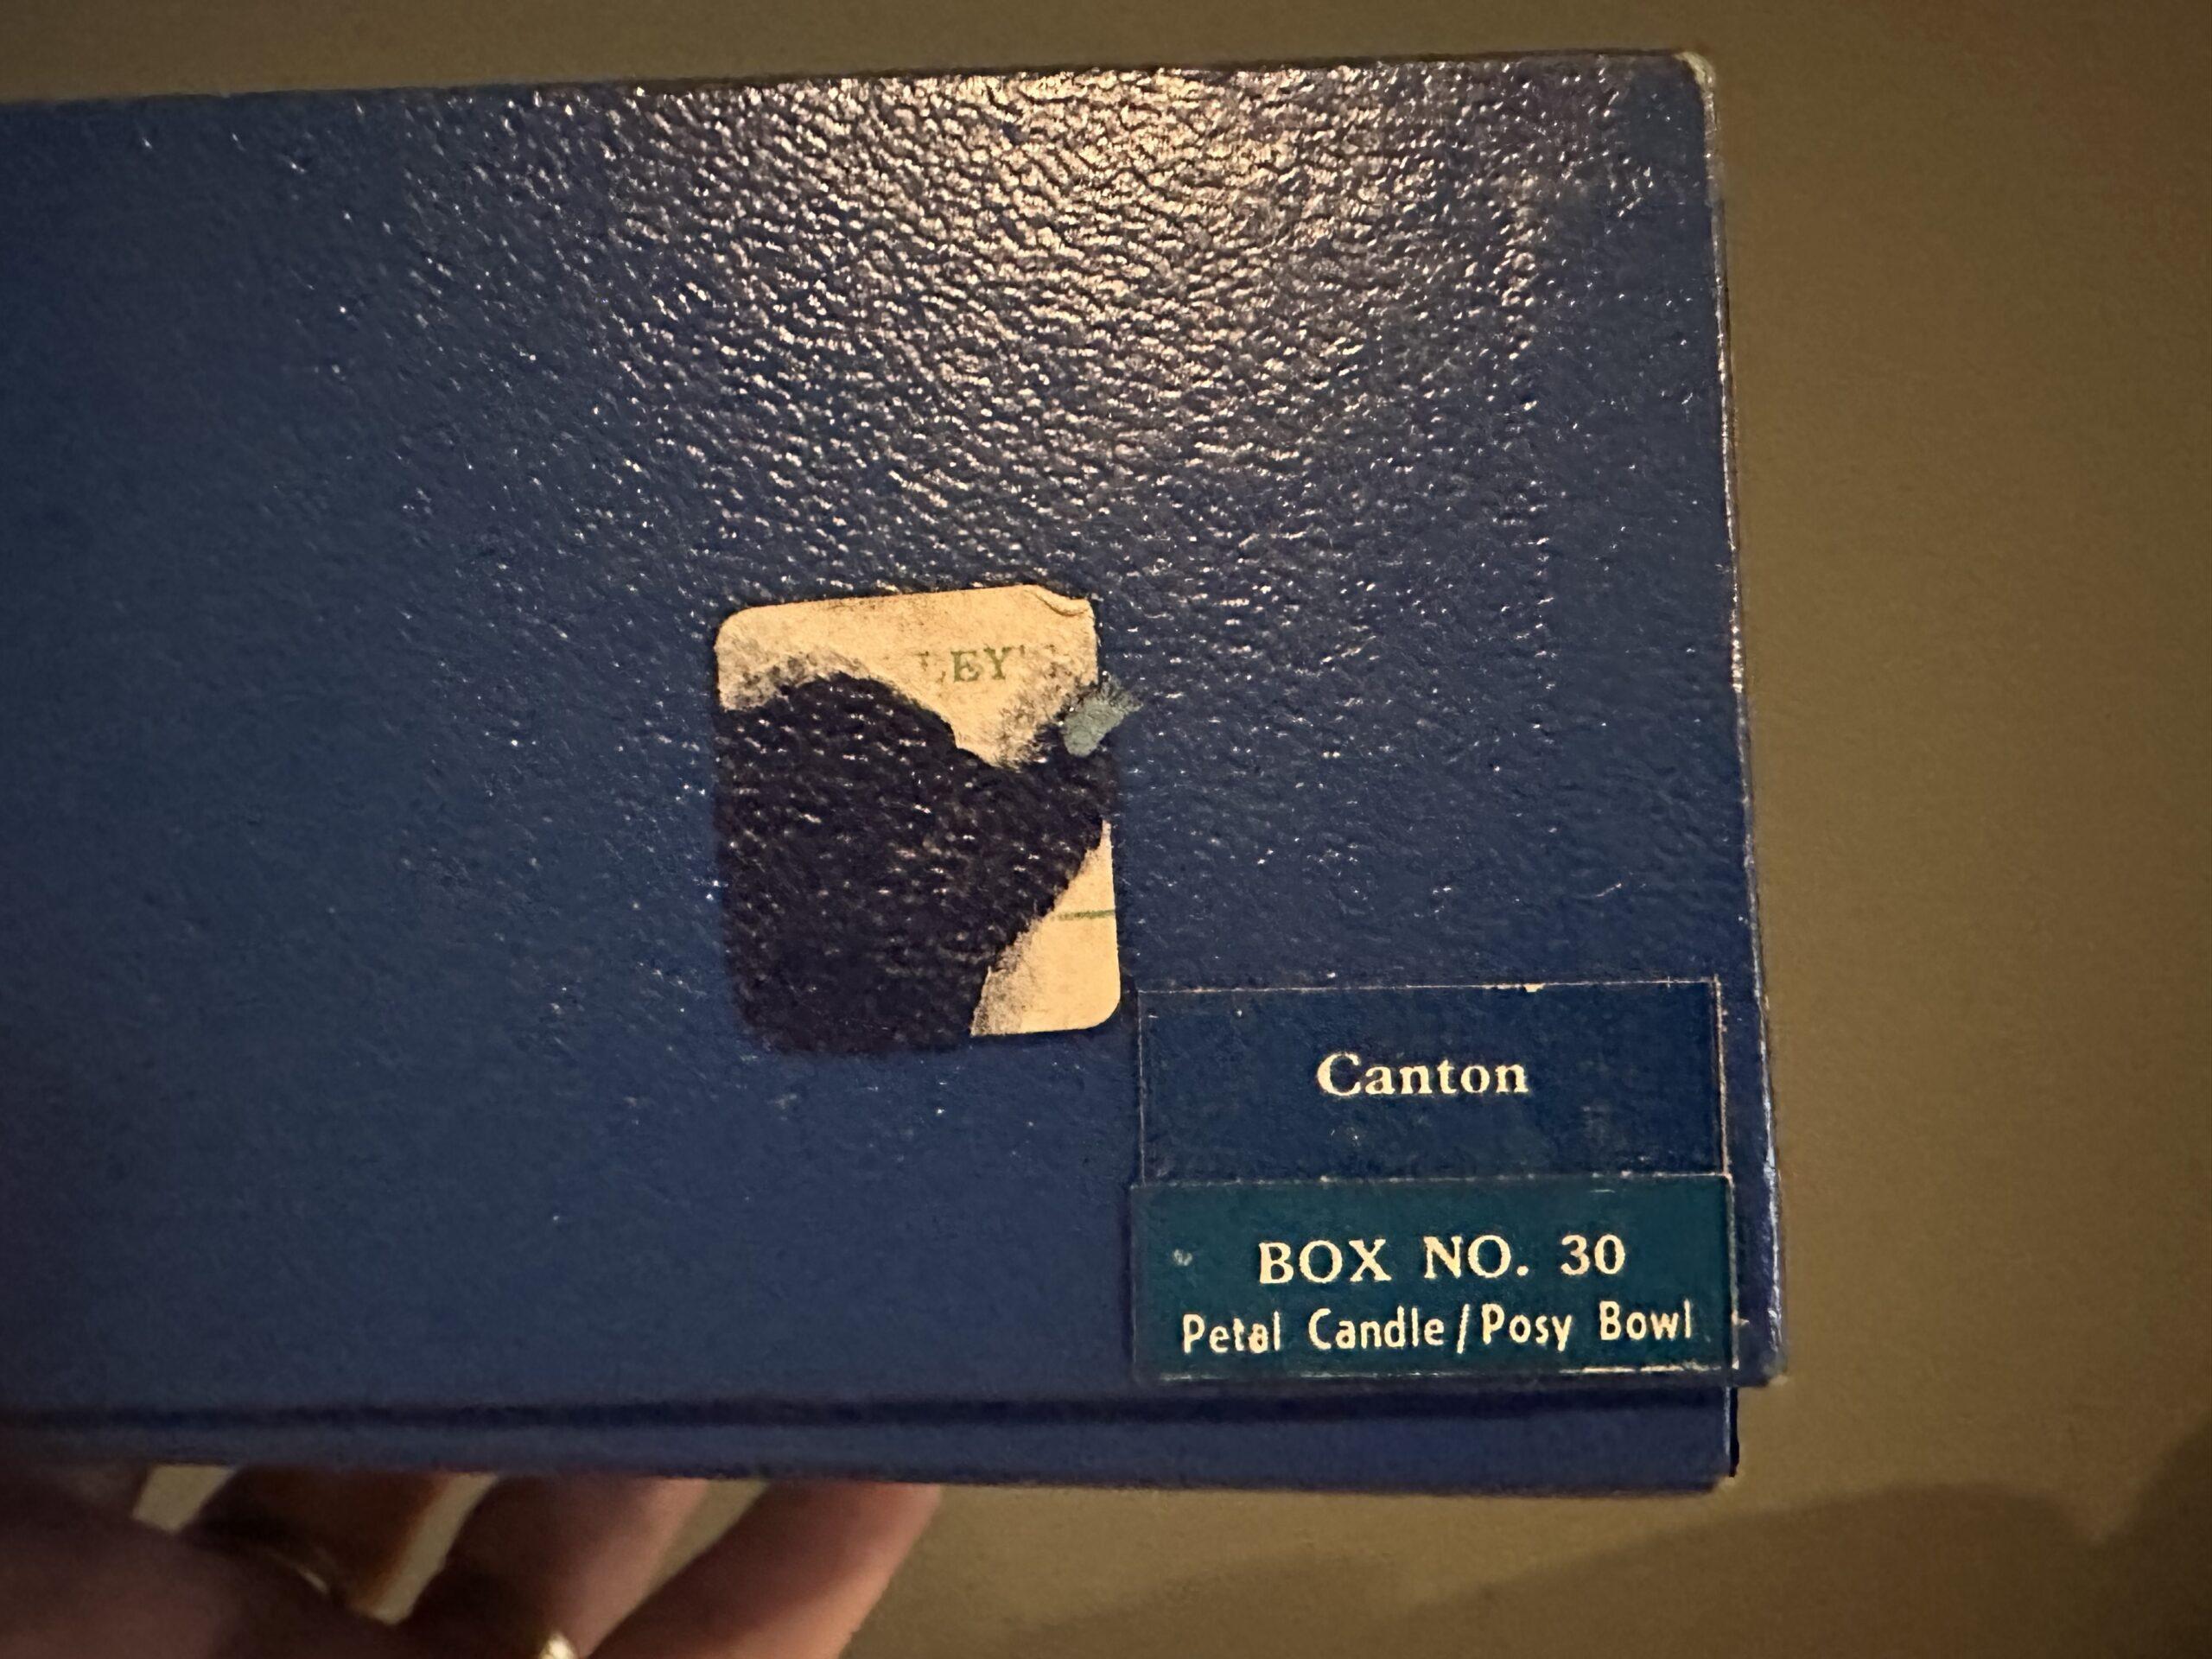 LEY
Canton
BOX NO. 30
Petal Candle/Posy Bowl